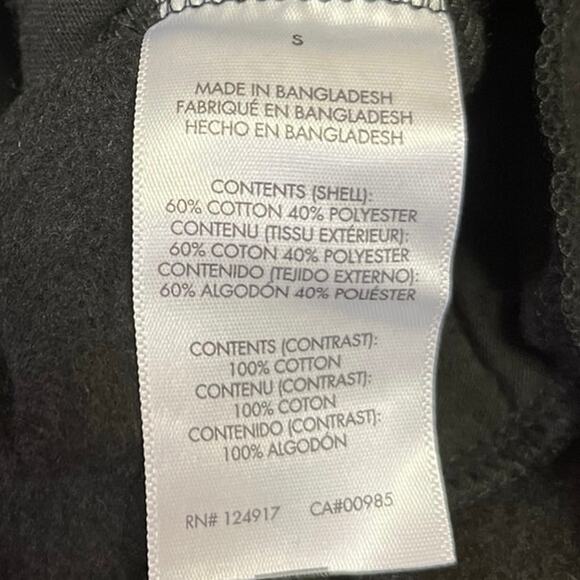 S
MADE IN BANGLADESH
FABRIQUÉ EN BANGLADESH
HECHO EN BANGLADESH
CONTENTS (SHELL):
60% COTTON 40% POLYESTER
CONTENU (TISSU EXTÉRIEUR):
60% COTON 40% POLYESTER
CONTENIDO (TEJIDO EXTERNO):
60% ALGODÓN 40% POLIÉSTER
CONTENTS (CONTRAST):
100% COTTON
CONTENU (CONTRAST):
100% COTON
CONTENIDO (CONTRAST):
100% ALGODÓN
RN# 124917 CA#00985